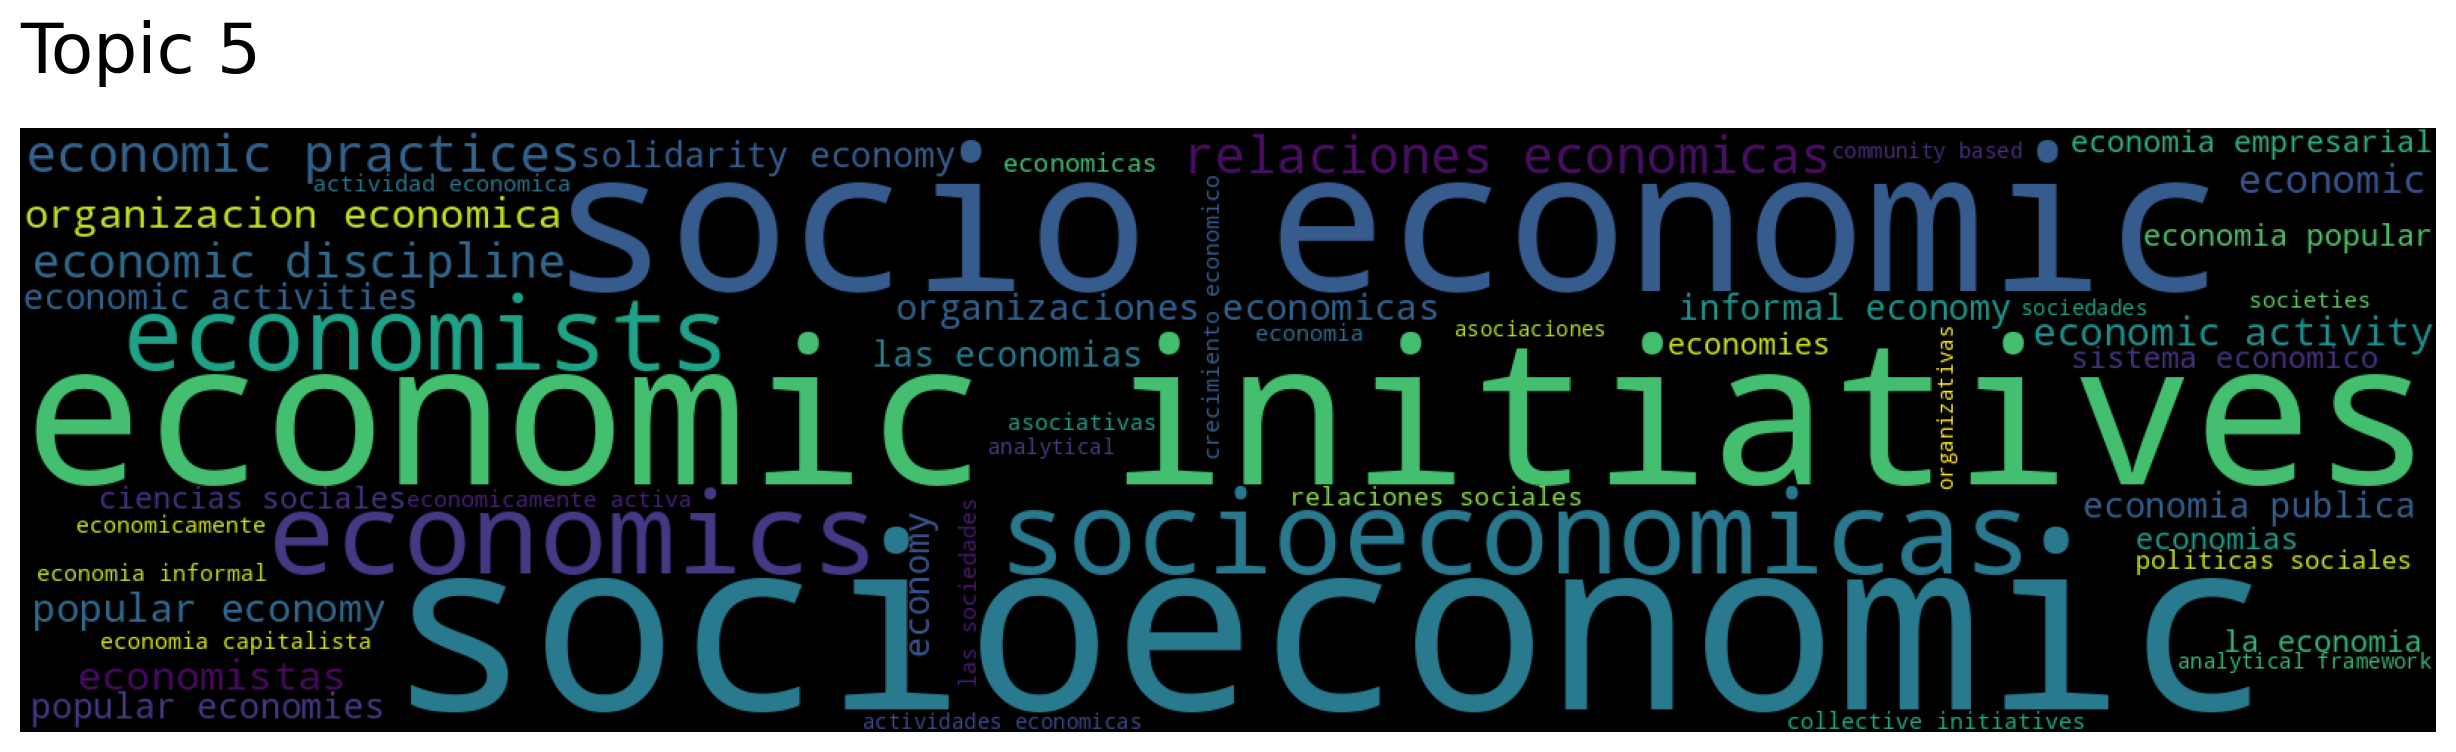 Topic 5
economic practices
solidarity economy
economicas
relaciones economicas
community based
economia empresarial
actividad economica
socio economic
economic
organizacion economica
crecimiento economico
economia popular
economic discipline
economic activities
organizaciones economicas
informal economy
sociedades
societies
economists
economia
asociaciones
economic activity
las economias
economies
organizativas
sistema economico
economic initiatives
asociativas
analytical
ciencias sociales
economicamente activa
relaciones sociales
economia publica
economicamente
economics
economy
las sociedades
socioeconomicas
economias
politicas sociales
economia informal
popular economy
socioeconomic
economia capitalista
la economia
analytical framework
economistas
popular economies
actividades economicas
collective initiatives